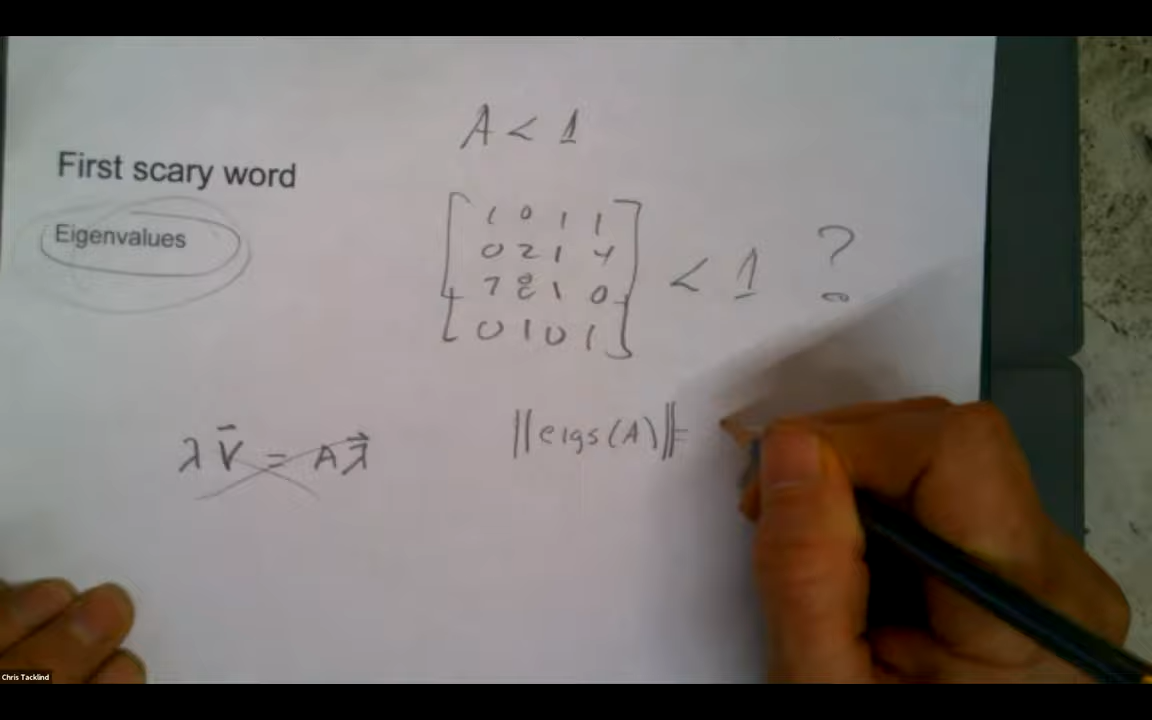 A < 1
First scary word
Eigenvalues
1 0 1 1
0 2 1 4
7 1 0
0 1 0 1
< 1 ?
λ v = A λ
||eigs(A)||=
Chris Tacklind